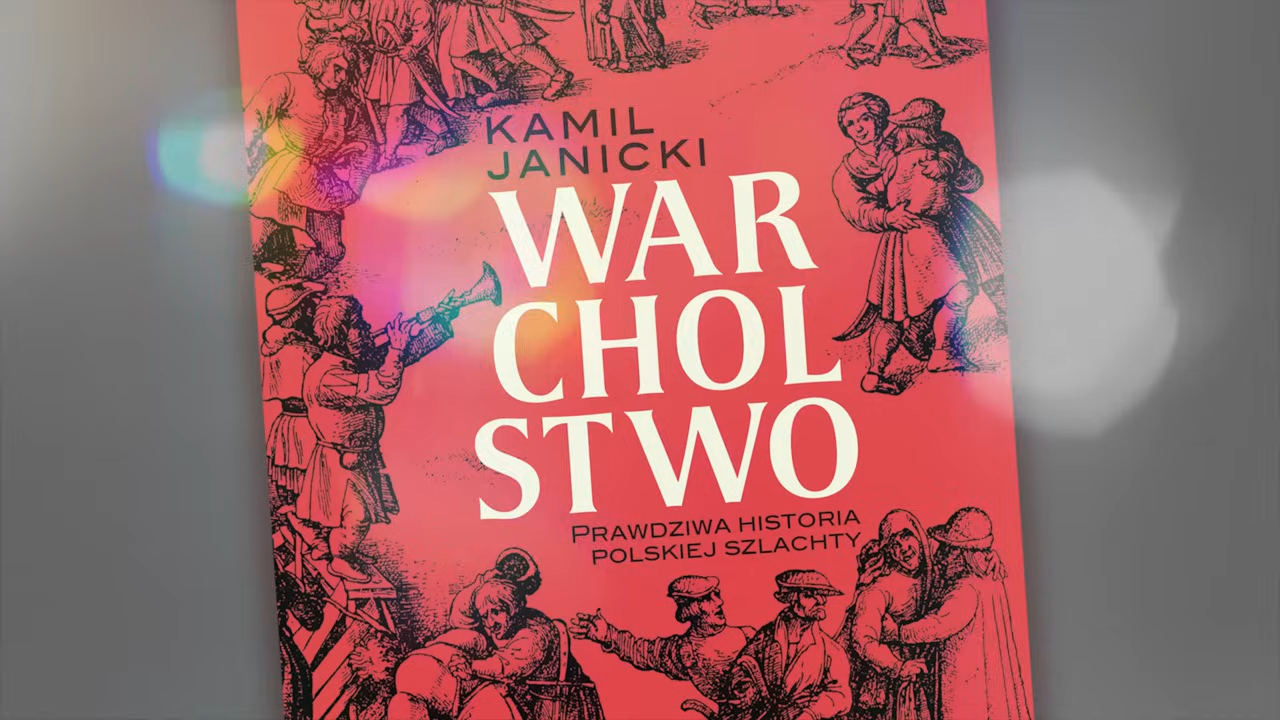 KAMIL
JANICKI
WAR
CHOL
STWO
PRAWDZIWA HISTORIA
POLSKIEJ SZLACHTY